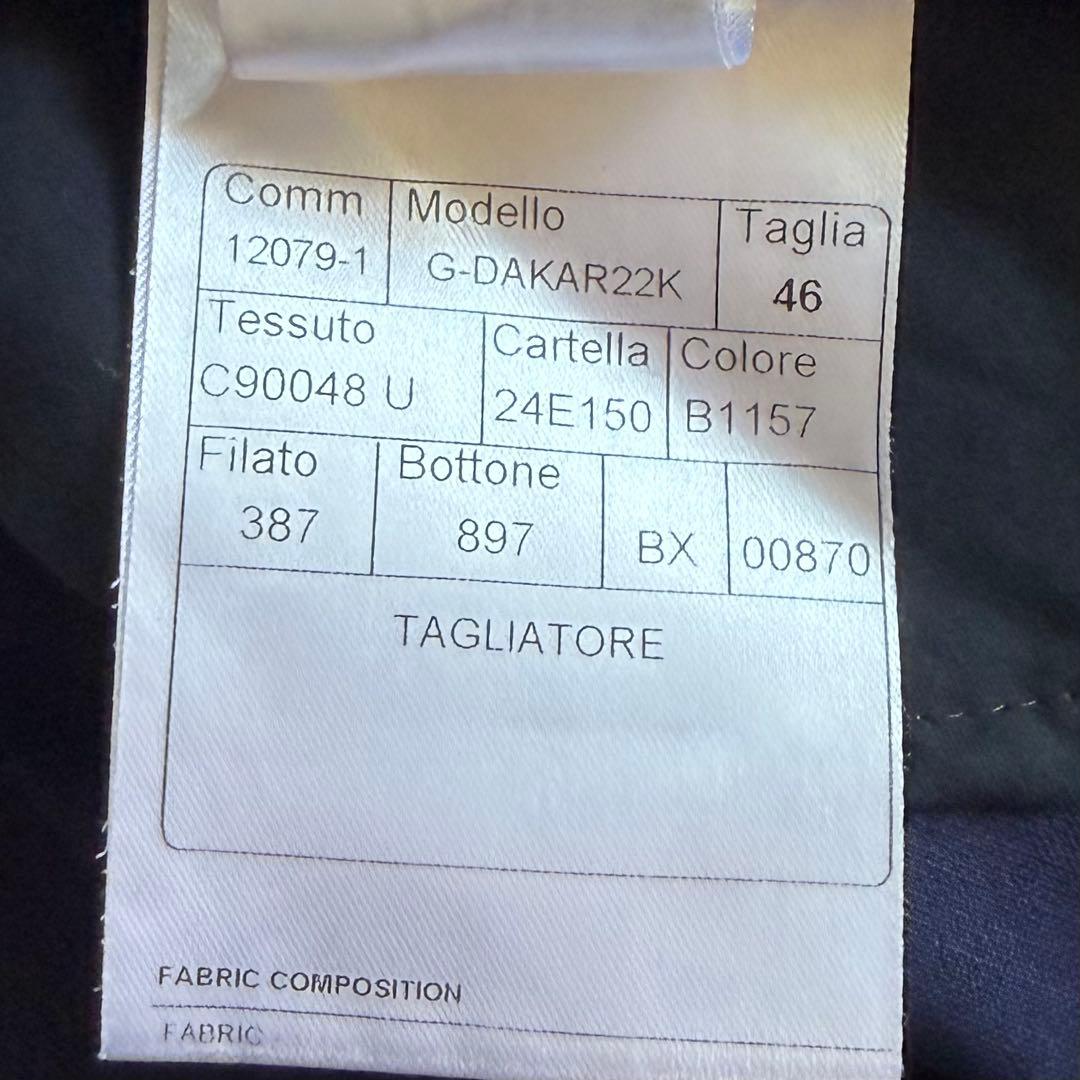 Comm Modello Taglia
12079-1 G-DAKAR22K 46
Tessuto Cartella Colore
C90048 U 24E150 B1157
Filato Bottone
387 897 BX 00870
TAGLIATORE
FABRIC COMPOSITION
FABRIC